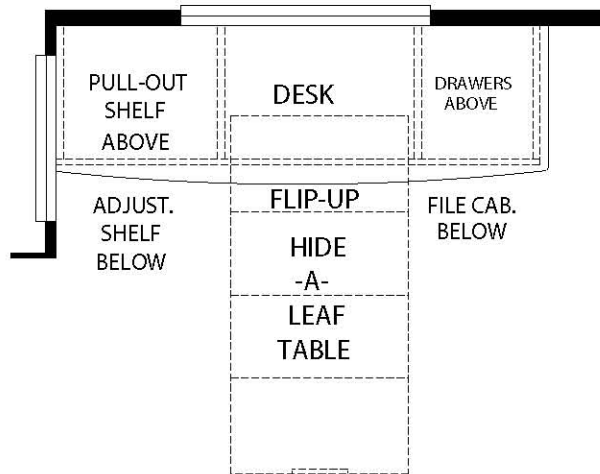 PULL-OUT
SHELF
ABOVE
DESK
DRAWERS
ABOVE
ADJUST.
SHELF
BELOW
FLIP-UP
HIDE
-A-
LEAF
TABLE
FILE CAB.
BELOW